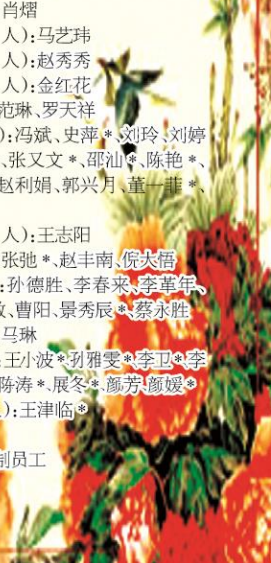 肖熠
人):马艺玮
人):赵秀秀
人):金红花
范琳、罗天祥
):冯斌、史萍*、刘玲、刘婷
、张又文*、邵汕*、陈艳*、
赵利娟、郭兴月、董一菲*、
人):王志阳
张弛*、赵丰南、倪大悟
:孙德胜、李春来、李革年、
、曹阳、景秀辰*、蔡永胜
马琳
、王小波*孙雅雯*李卫*李
陈涛*、展冬*、颜芳、颜媛*
):王津临*
制员工